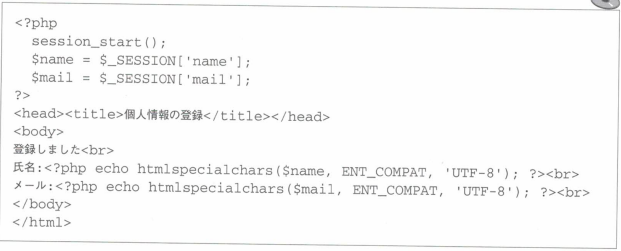 <?php
  session_start();
  $name = $_SESSION['name'];
  $mail = $_SESSION['mail'];
?>
<head><title>個人情報の登録</title></head>
<body>
登録しました<br>
氏名:<?php echo htmlspecialchars($name, ENT_COMPAT, 'UTF-8'); ?><br>
メール:<?php echo htmlspecialchars($mail, ENT_COMPAT, 'UTF-8'); ?><br>
</body>
</html>